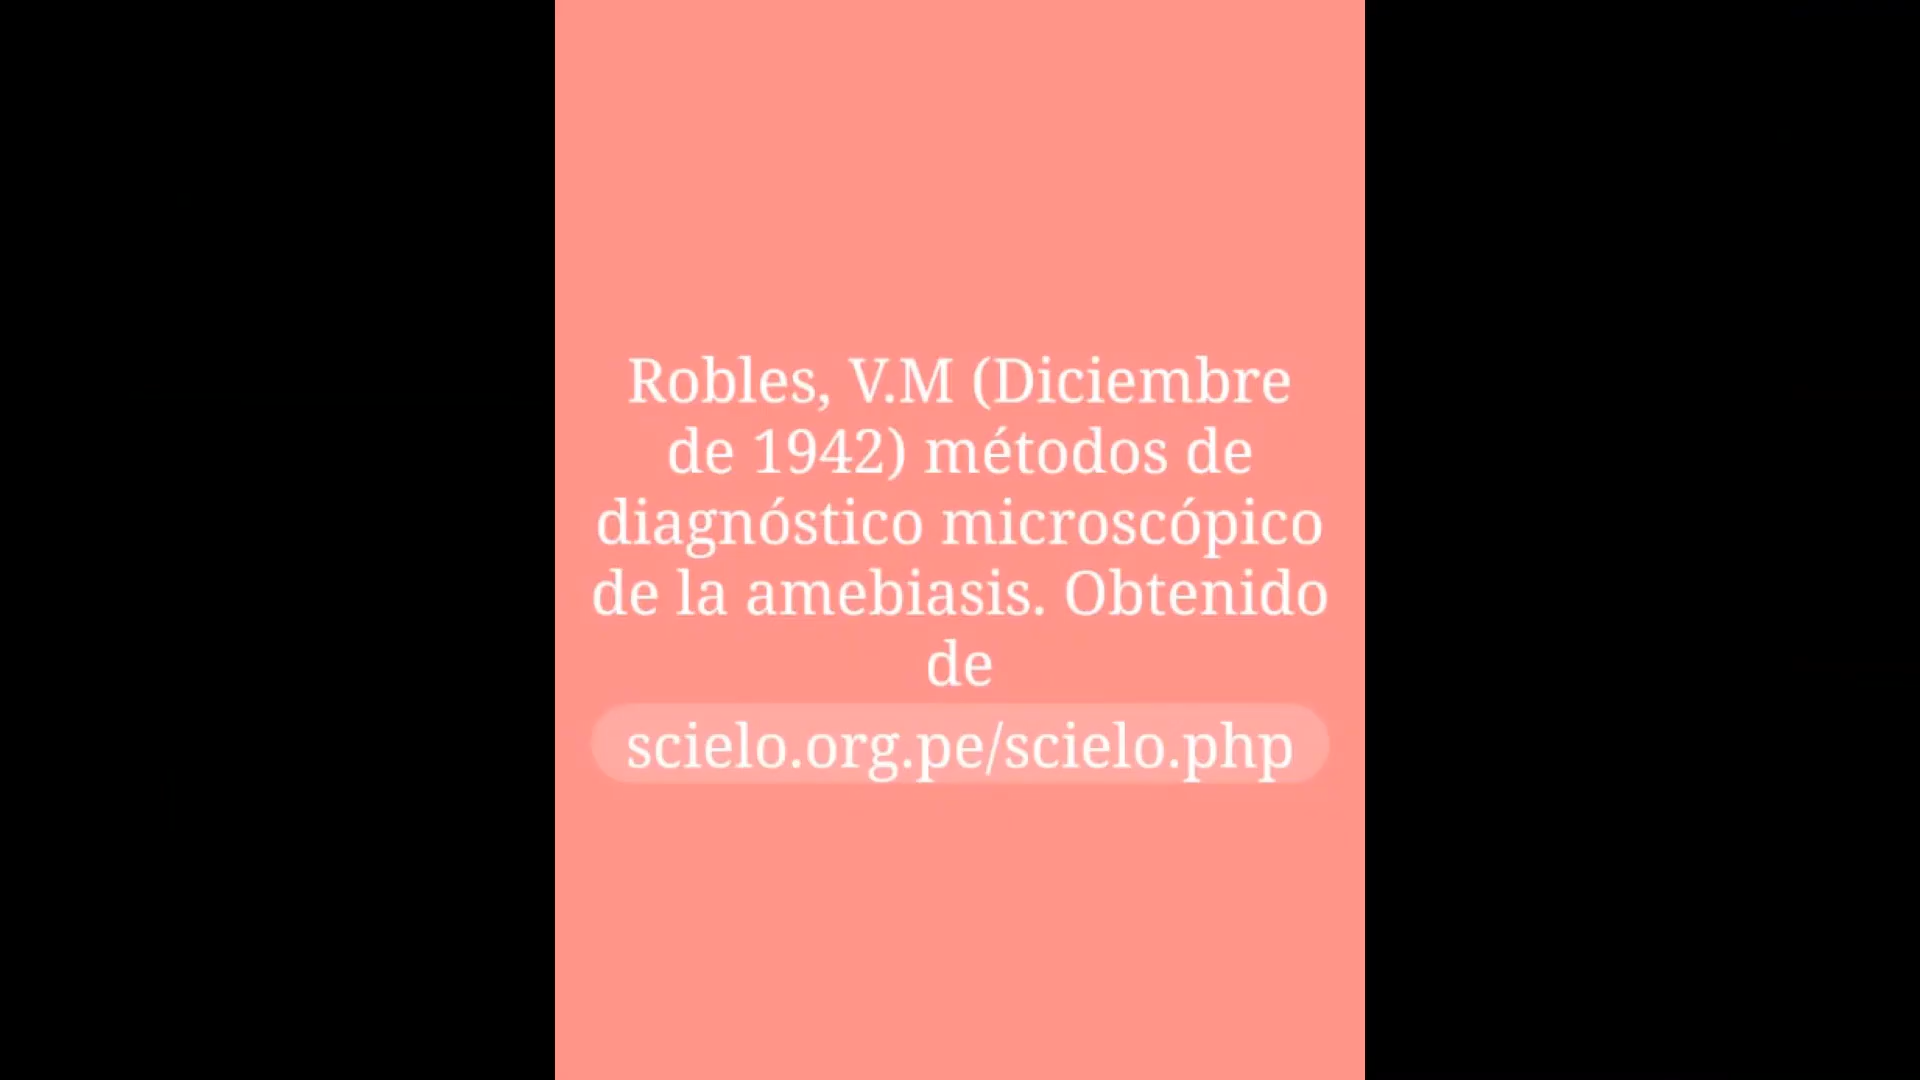 Robles, V.M (Diciembre
de 1942) métodos de
diagnóstico microscópico
de la amebiasis. Obtenido
de
scielo.org.pe/scielo.php